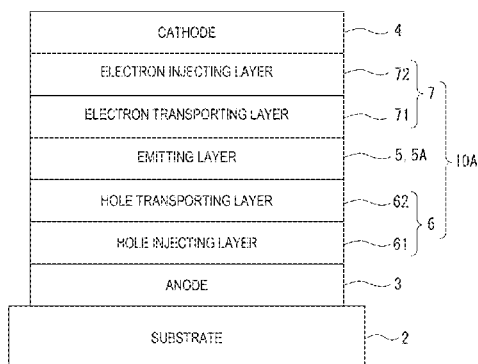 CATHODE 4
ELECTRON INJECTING LAYER 72
7
ELECTRON TRANSPORTING LAYER 71
EMITTING LAYER 5, 5A
10A
HOLE TRANSPORTING LAYER 62
6
HOLE INJECTING LAYER 61
ANODE 3
SUBSTRATE 2